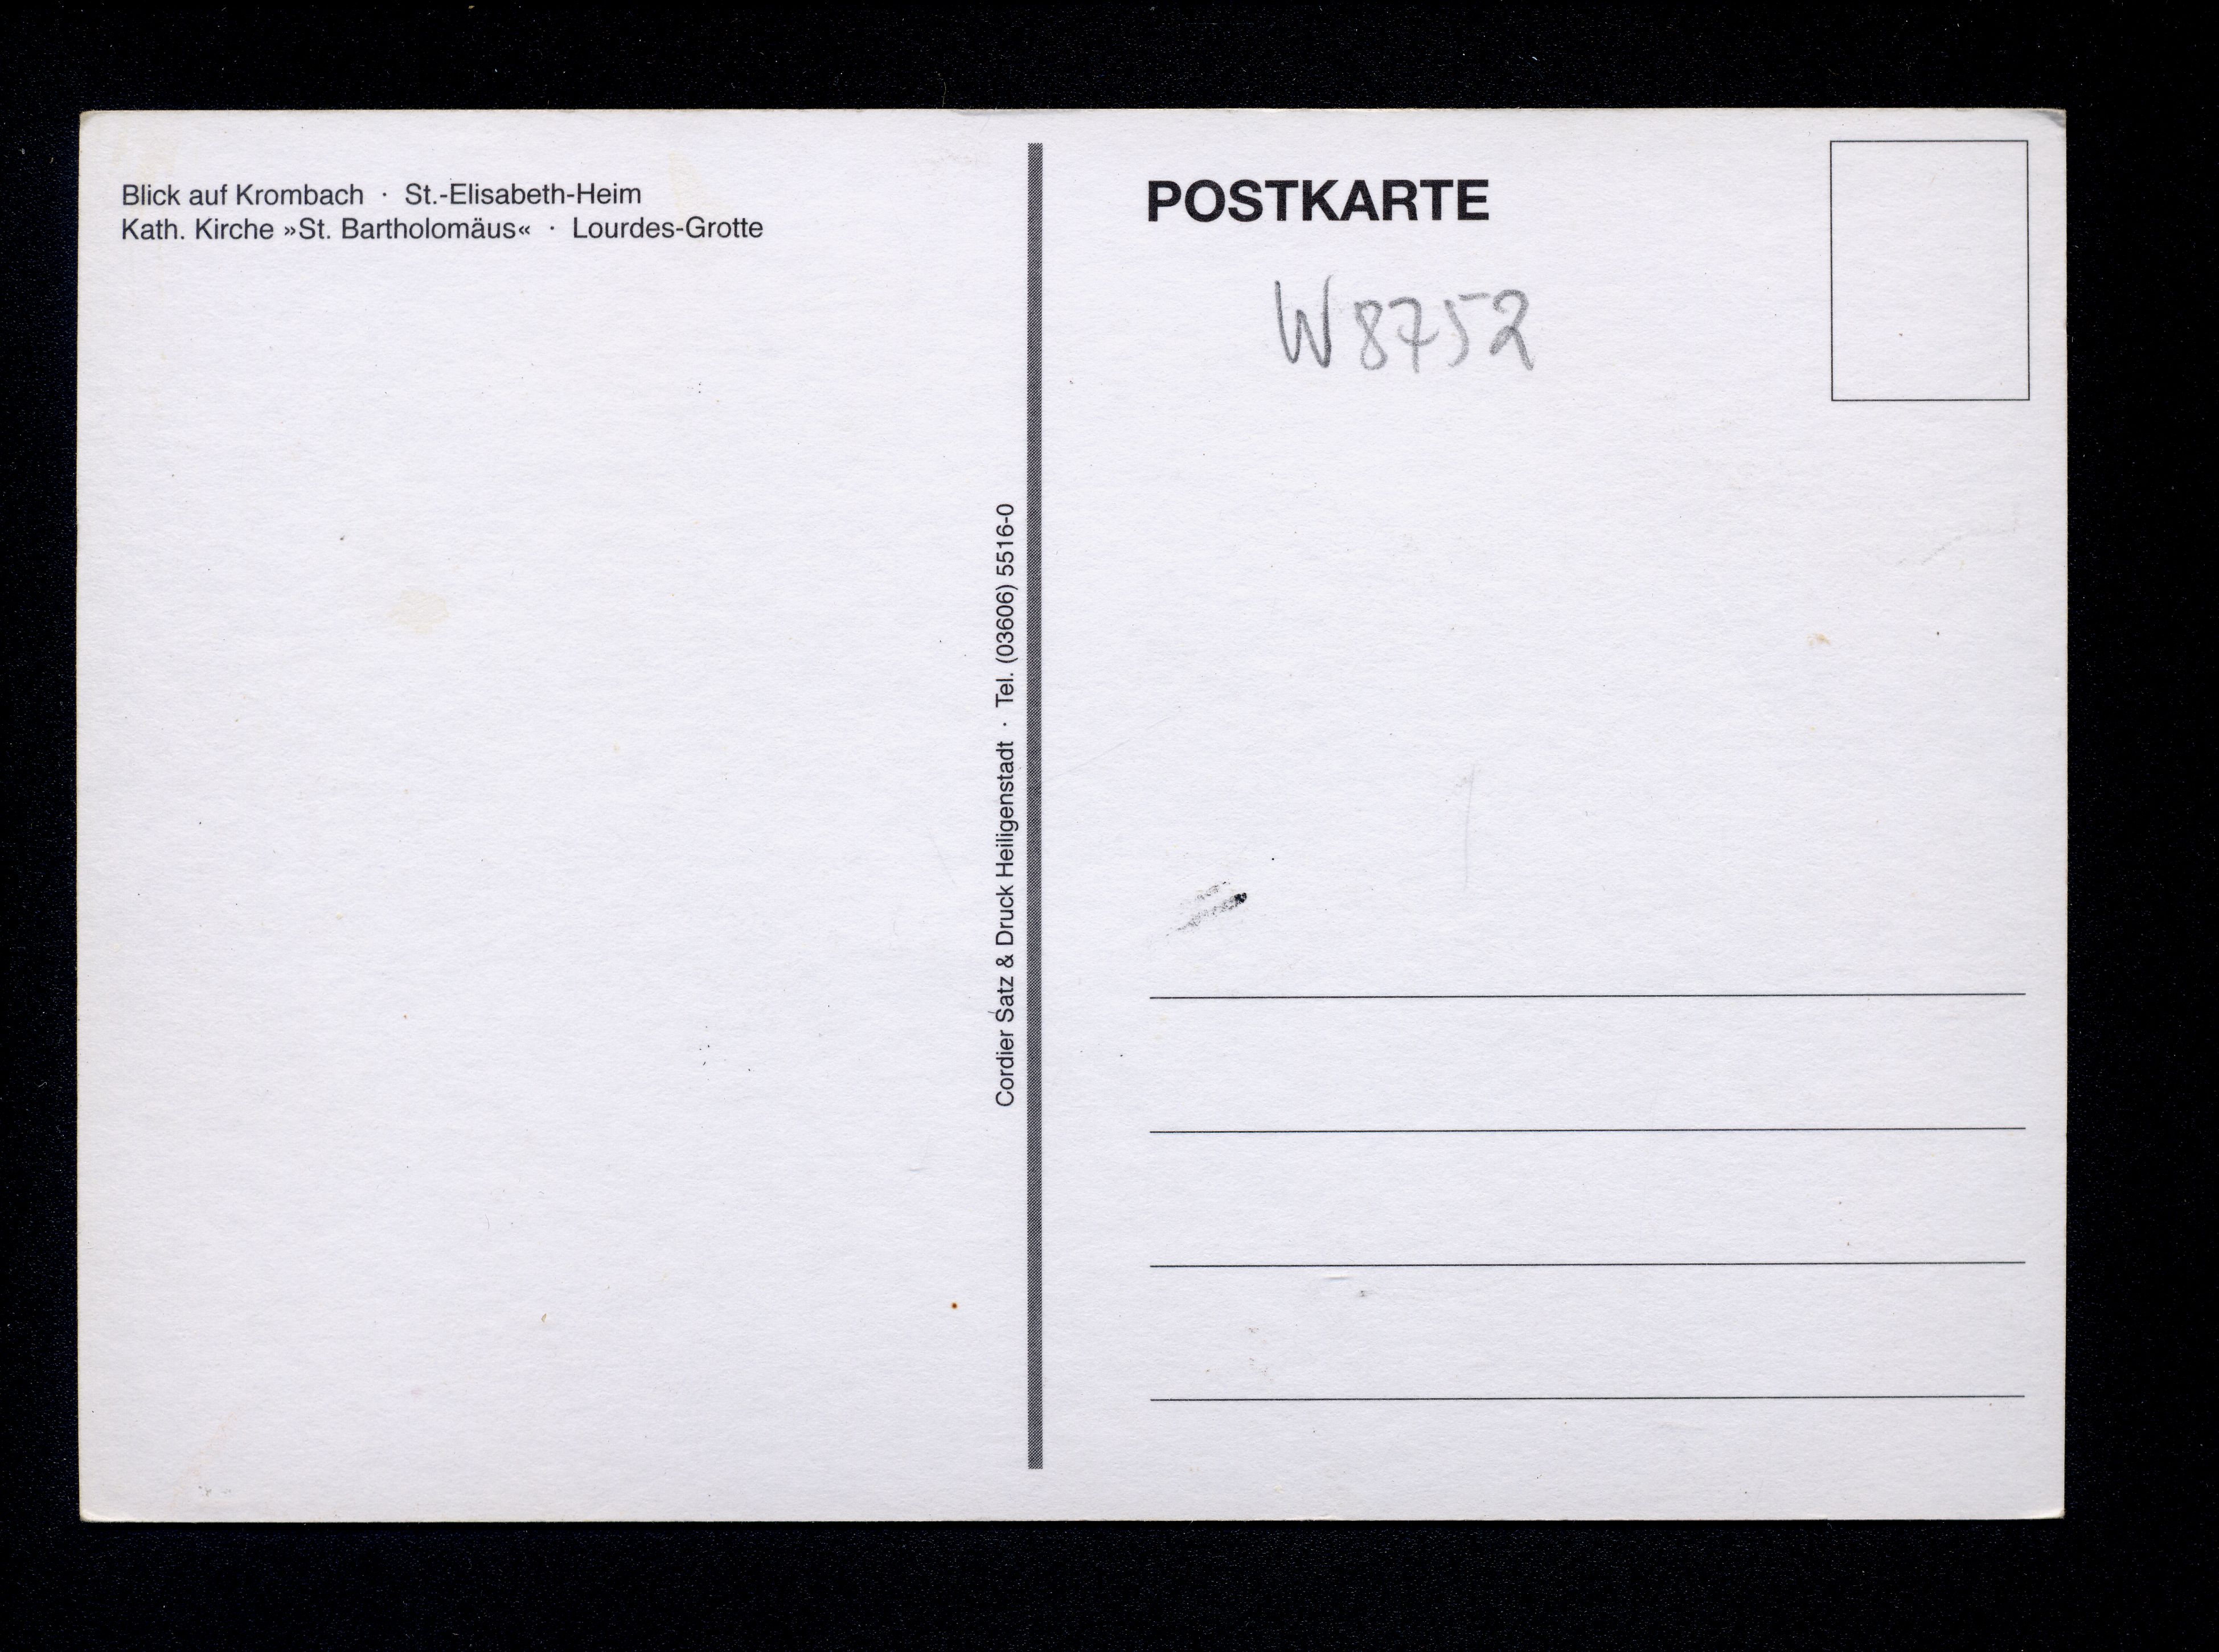 Blick auf Krombach · St.-Elisabeth-Heim
Kath. Kirche »St. Bartholomäus« · Lourdes-Grotte
Cordier Satz & Druck Heiligenstadt · Tel. (03606) 5516-0
POSTKARTE
W 8752